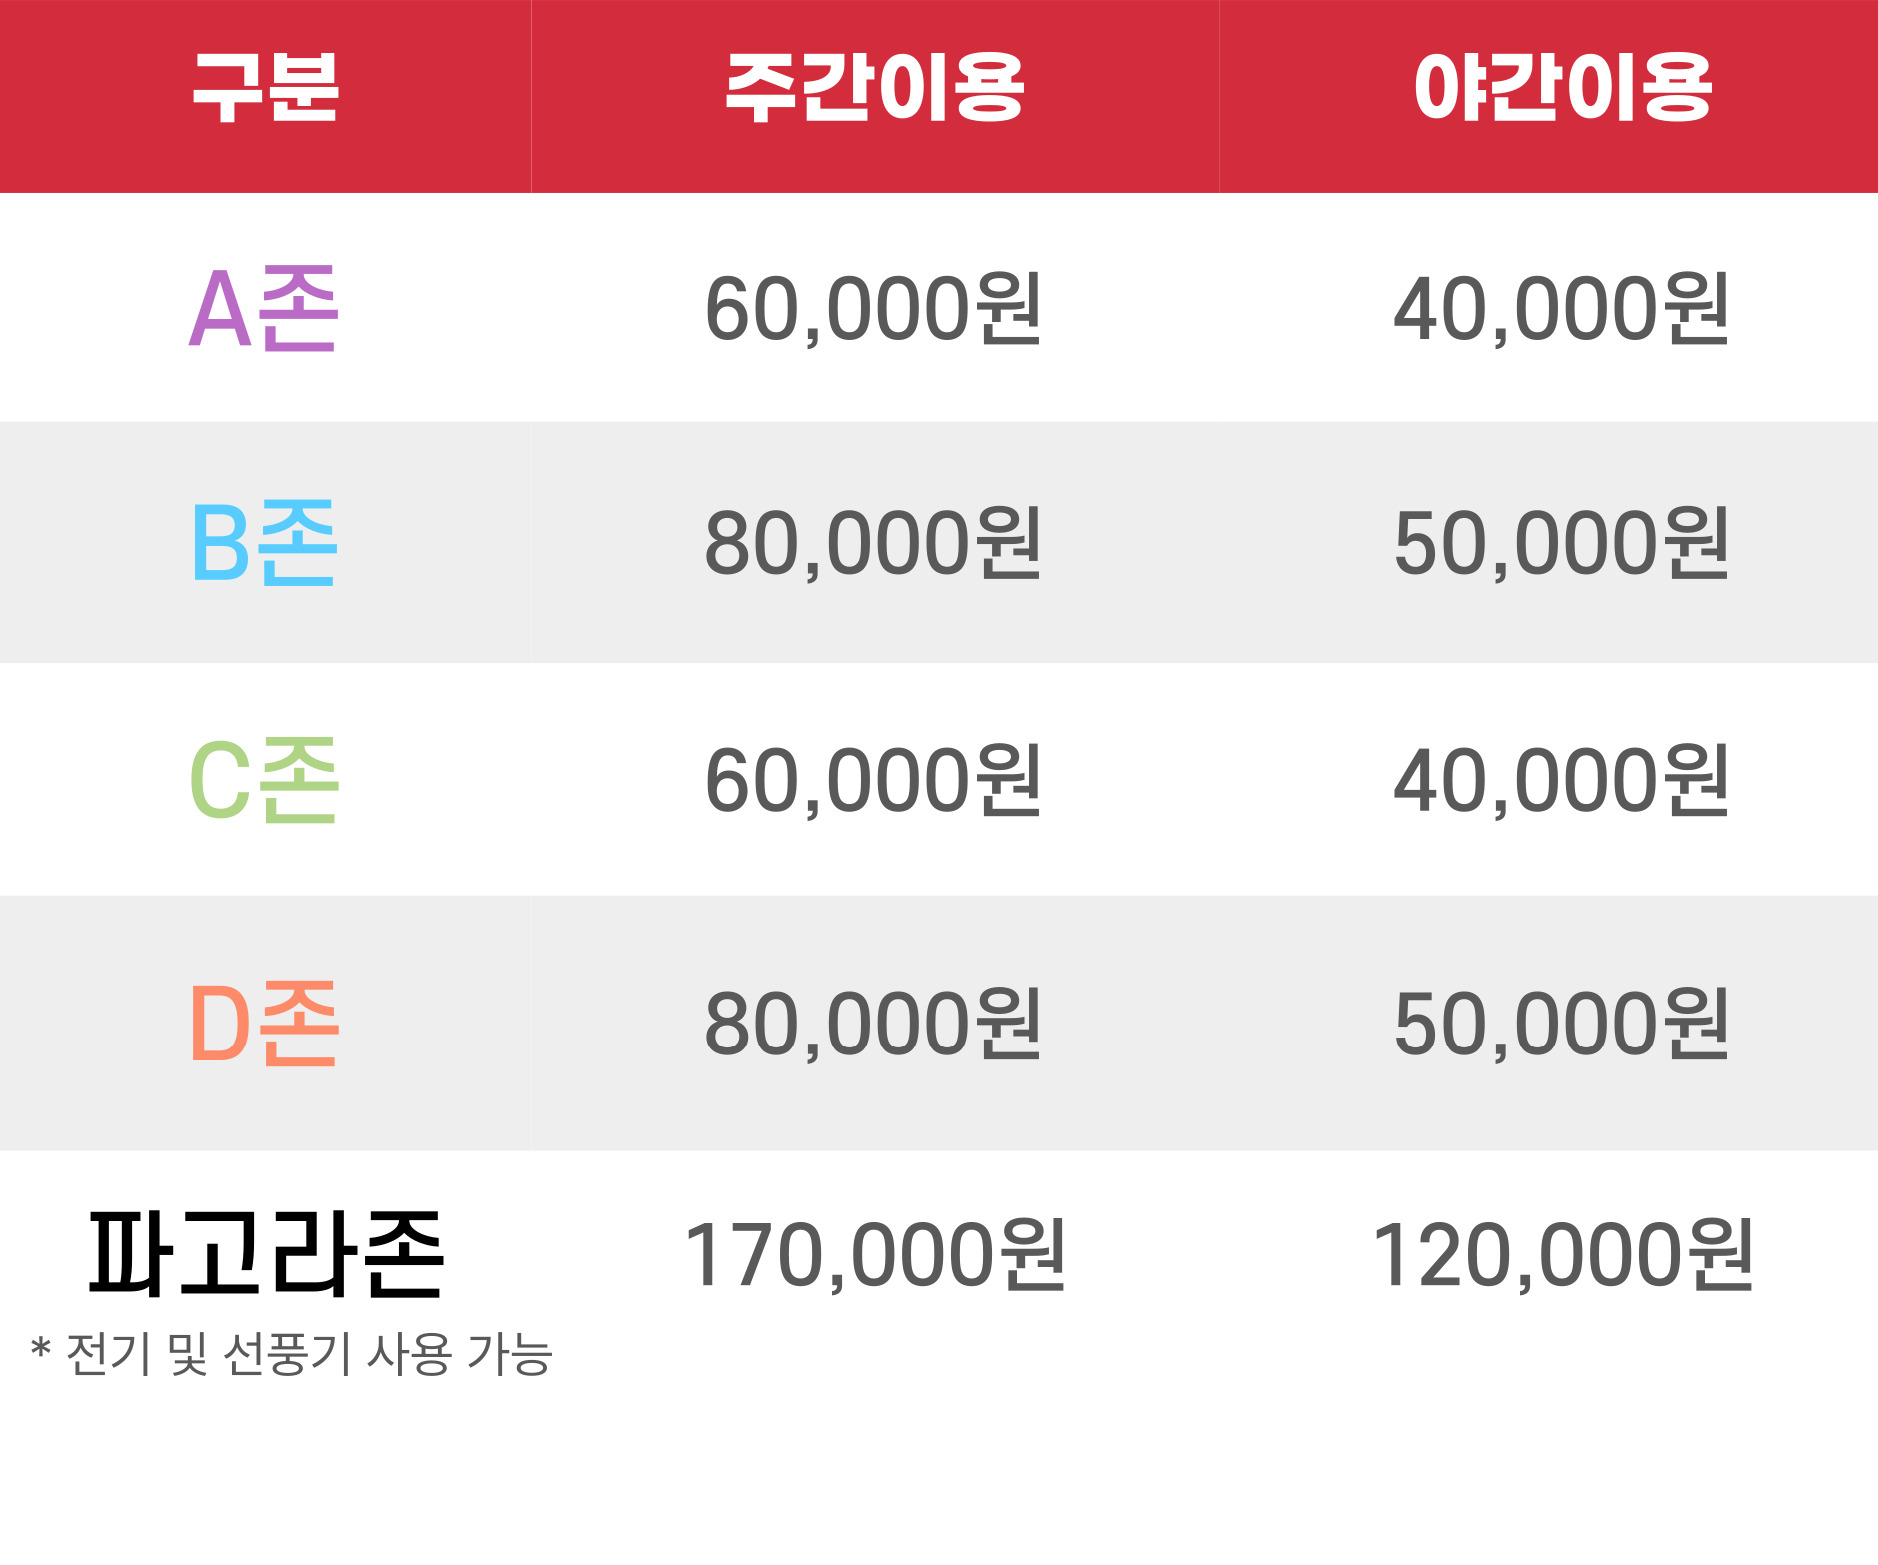 구분 주간이용 야간이용
A존 60,000원 40,000원
B존 80,000원 50,000원
C존 60,000원 40,000원
D존 80,000원 50,000원
파고라존 170,000원 120,000원
* 전기 및 선풍기 사용 가능